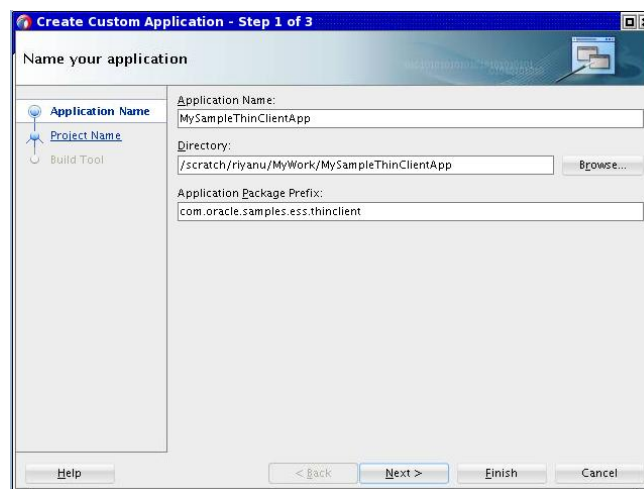 Create Custom Application - Step 1 of 3
Name your application
Application Name
Project Name
Build Tool
Application Name:
MySampleThinClientApp
Directory:
/scratch/riyanu/MyWork/MySampleThinClientApp
Browse...
Application Package Prefix:
com.oracle.samples.ess.thinclient
Help
< Back
Next >
Finish
Cancel